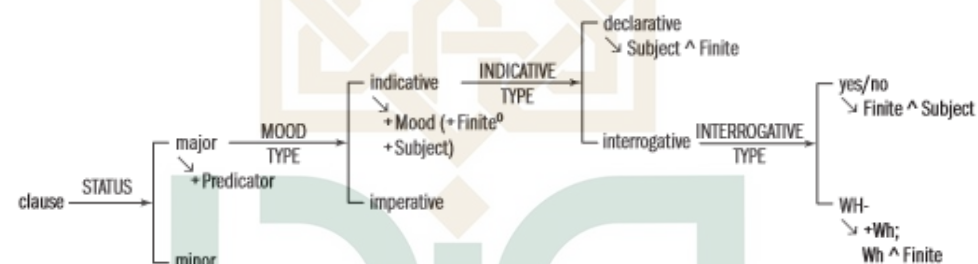 declarative
↘ Subject ^ Finite
indicative
INDICATIVE
TYPE
yes/no
↘ Finite ^ Subject
↘
+Mood (+Finite⁰
+Subject)
major
MOOD
TYPE
interrogative
INTERROGATIVE
TYPE
↘
+Predicator
clause
STATUS
imperative
WH-
↘ +Wh;
Wh ^ Finite
minor